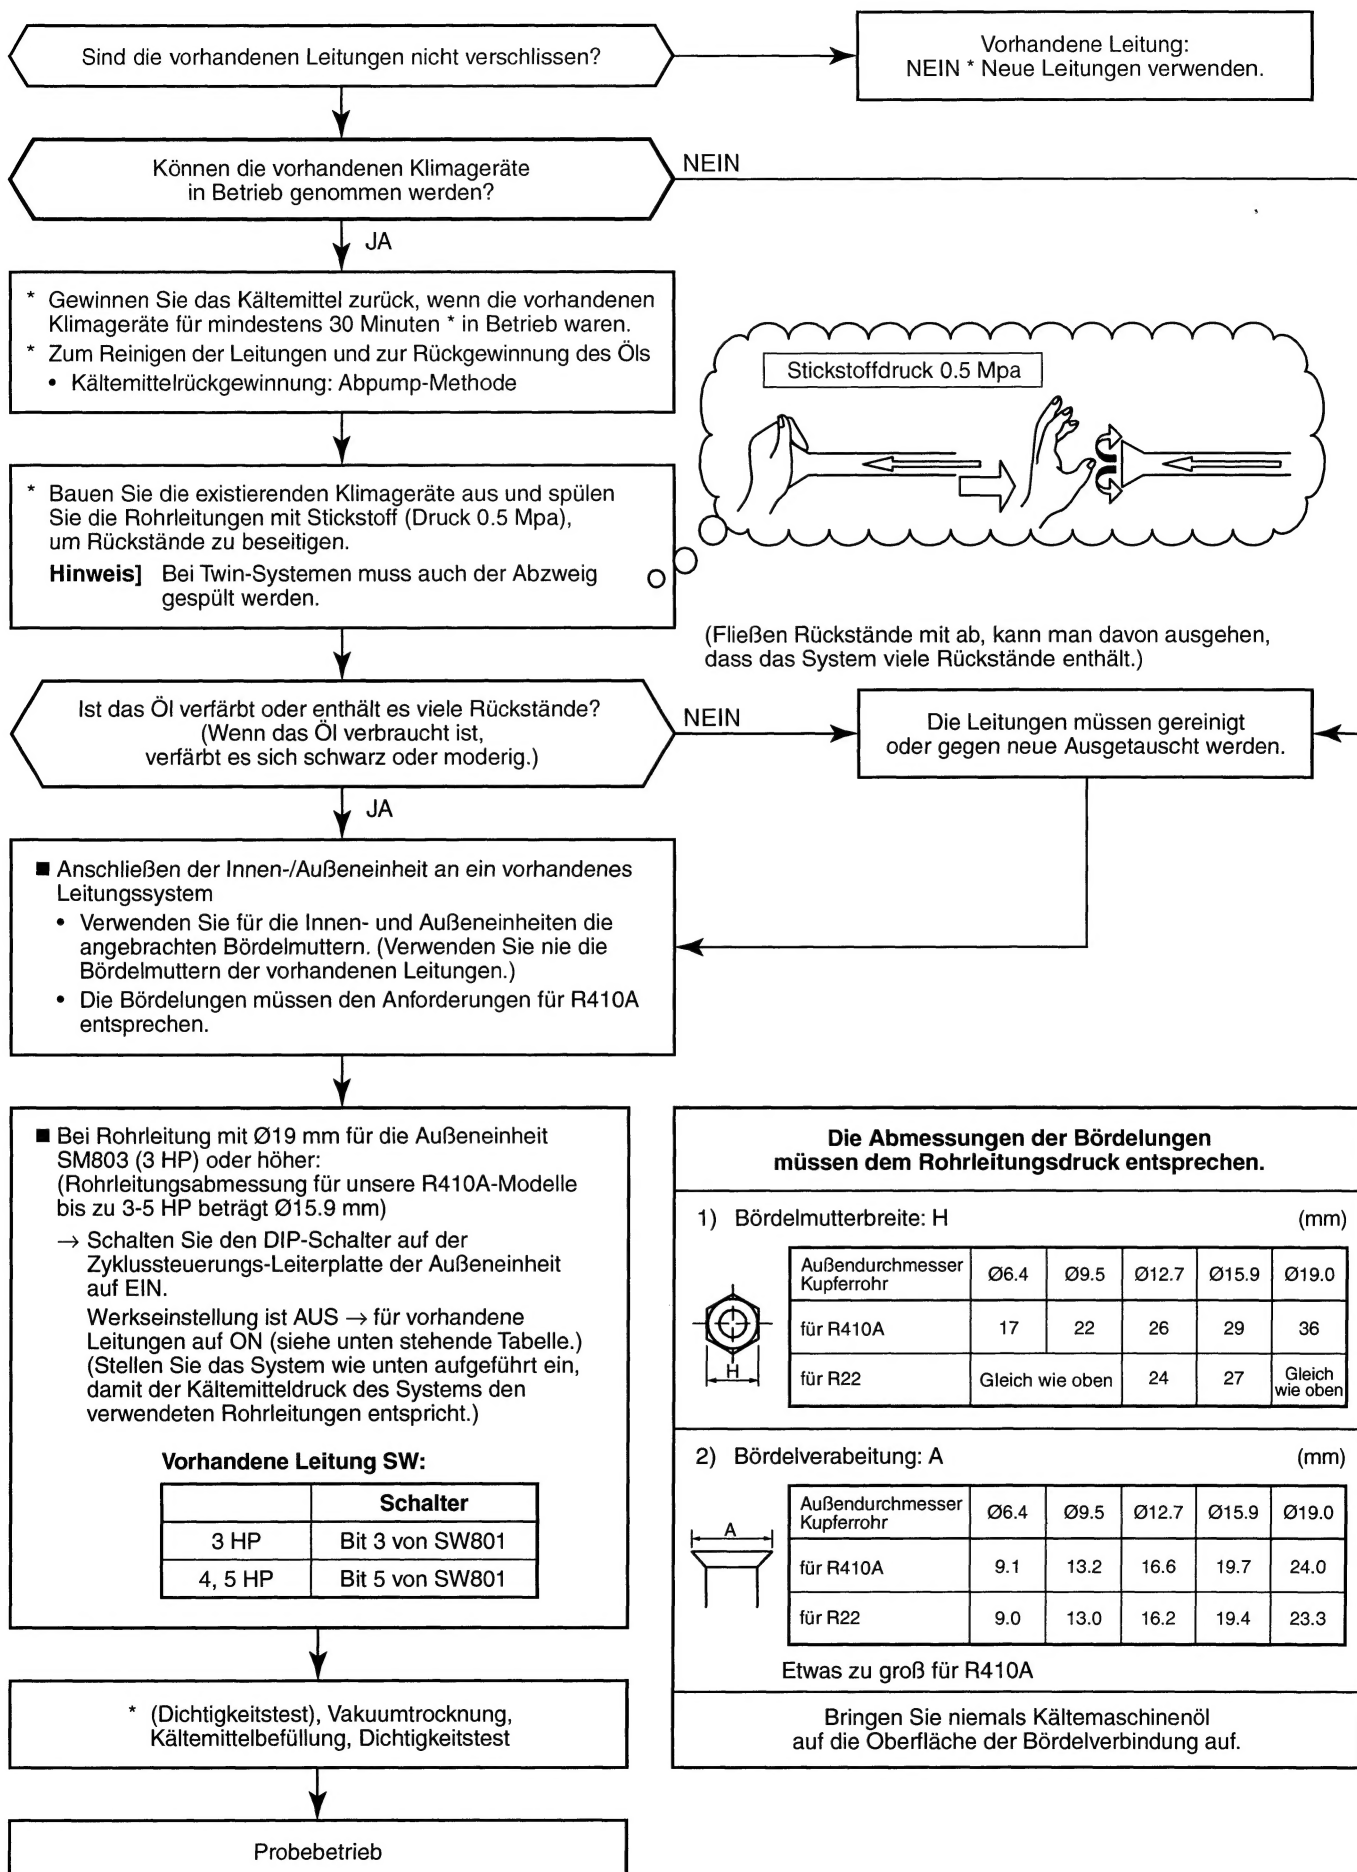 Sind die vorhandenen Leitungen nicht verschlissen?
Vorhandene Leitung:
NEIN * Neue Leitungen verwenden.
Können die vorhandenen Klimageräte
in Betrieb genommen werden?
NEIN
JA
* Gewinnen Sie das Kältemittel zurück, wenn die vorhandenen
Klimageräte für mindestens 30 Minuten * in Betrieb waren.
* Zum Reinigen der Leitungen und zur Rückgewinnung des Öls
• Kältemittelrückgewinnung: Abpump-Methode
Stickstoffdruck 0.5 Mpa
* Bauen Sie die existierenden Klimageräte aus und spülen
Sie die Rohrleitungen mit Stickstoff (Druck 0.5 Mpa),
um Rückstände zu beseitigen.
Hinweis] Bei Twin-Systemen muss auch der Abzweig
gespült werden.
(Fließen Rückstände mit ab, kann man davon ausgehen,
dass das System viele Rückstände enthält.)
Ist das Öl verfärbt oder enthält es viele Rückstände?
(Wenn das Öl verbraucht ist,
verfärbt es sich schwarz oder moderig.)
NEIN
Die Leitungen müssen gereinigt
oder gegen neue Ausgetauscht werden.
JA
■ Anschließen der Innen-/Außeneinheit an ein vorhandenes
Leitungssystem
• Verwenden Sie für die Innen- und Außeneinheiten die
angebrachten Bördelmuttern. (Verwenden Sie nie die
Bördelmuttern der vorhandenen Leitungen.)
• Die Bördelungen müssen den Anforderungen für R410A
entsprechen.
■ Bei Rohrleitung mit Ø19 mm für die Außeneinheit
SM803 (3 HP) oder höher:
(Rohrleitungsabmessung für unsere R410A-Modelle
bis zu 3-5 HP beträgt Ø15.9 mm)
→ Schalten Sie den DIP-Schalter auf der
Zyklussteuerungs-Leiterplatte der Außeneinheit
auf EIN.
Werkseinstellung ist AUS → für vorhandene
Leitungen auf ON (siehe unten stehende Tabelle.)
(Stellen Sie das System wie unten aufgeführt ein,
damit der Kältemitteldruck des Systems den
verwendeten Rohrleitungen entspricht.)
Vorhandene Leitung SW:
Schalter
3 HP Bit 3 von SW801
4, 5 HP Bit 5 von SW801
* (Dichtigkeitstest), Vakuumtrocknung,
Kältemittelbefüllung, Dichtigkeitstest
Probebetrieb
Die Abmessungen der Bördelungen
müssen dem Rohrleitungsdruck entsprechen.
1) Bördelmutterbreite: H (mm)
Außendurchmesser
Kupferrohr Ø6.4 Ø9.5 Ø12.7 Ø15.9 Ø19.0
für R410A 17 22 26 29 36
für R22 Gleich wie oben 24 27 Gleich
wie oben
H
2) Bördelverabeitung: A (mm)
Außendurchmesser
Kupferrohr Ø6.4 Ø9.5 Ø12.7 Ø15.9 Ø19.0
A
für R410A 9.1 13.2 16.6 19.7 24.0
für R22 9.0 13.0 16.2 19.4 23.3
Etwas zu groß für R410A
Bringen Sie niemals Kältemaschinenöl
auf die Oberfläche der Bördelverbindung auf.